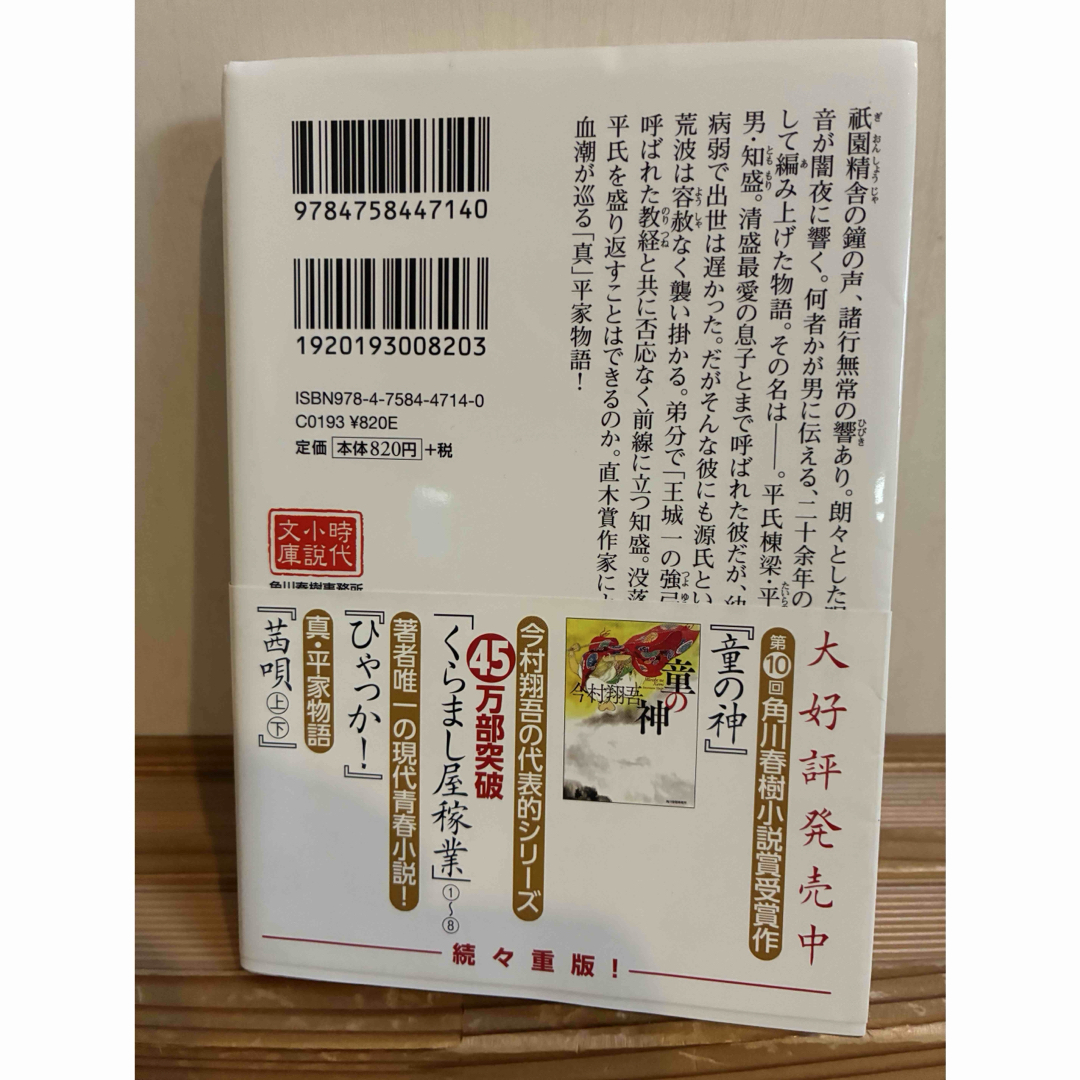 祇園精舎の鐘の声、諸行無常の響あり。朗々とした
音が闇夜に響く。何者かが男に伝える、二十余年の
して編み上げた物語。その名は――。平氏棟梁・平
男・知盛。清盛最愛の息子とまで呼ばれた彼だが、幼
病弱で出世は遅かった。だがそんな彼にも源氏とい
荒波は容赦なく襲い掛かる。弟分で「王城一の強弓
呼ばれた教経と共に否応なく前線に立つ知盛。没落
平氏を盛り返すことはできるのか。直木賞作家に
血潮が巡る「真」平家物語！
9784758447140
1920193008203
ISBN978-4-7584-4714-0
C0193 ¥820E
定価 本体820円 +税
時代
小説
文庫
角川春樹事務所
大好評発売中
第10回角川春樹小説賞受賞作
『童の神』
童の神
今村翔吾
今村翔吾の代表的シリーズ
45万部突破
「くらまし屋稼業」①〜⑧
著者唯一の現代青春小説！
『ひゃっか！』
真・平家物語
『茜唄㊤㊦』
続々重版！